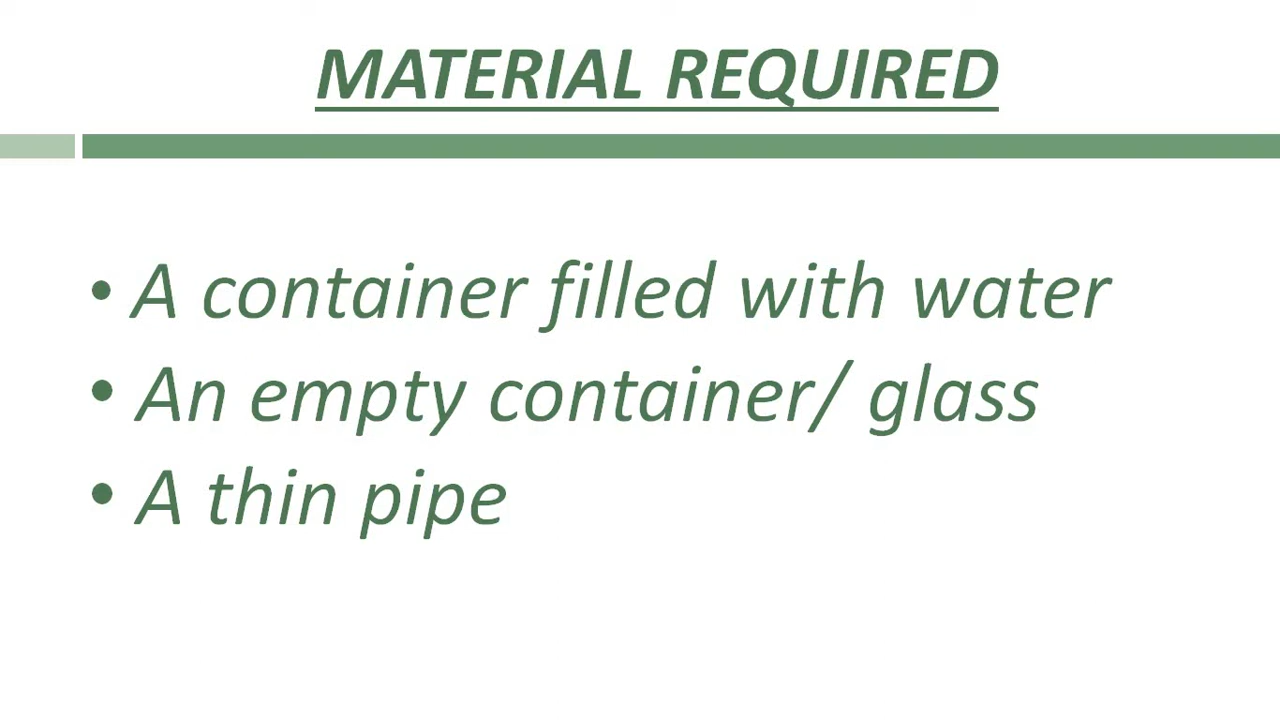 MATERIAL REQUIRED
• A container filled with water
• An empty container/ glass
• A thin pipe